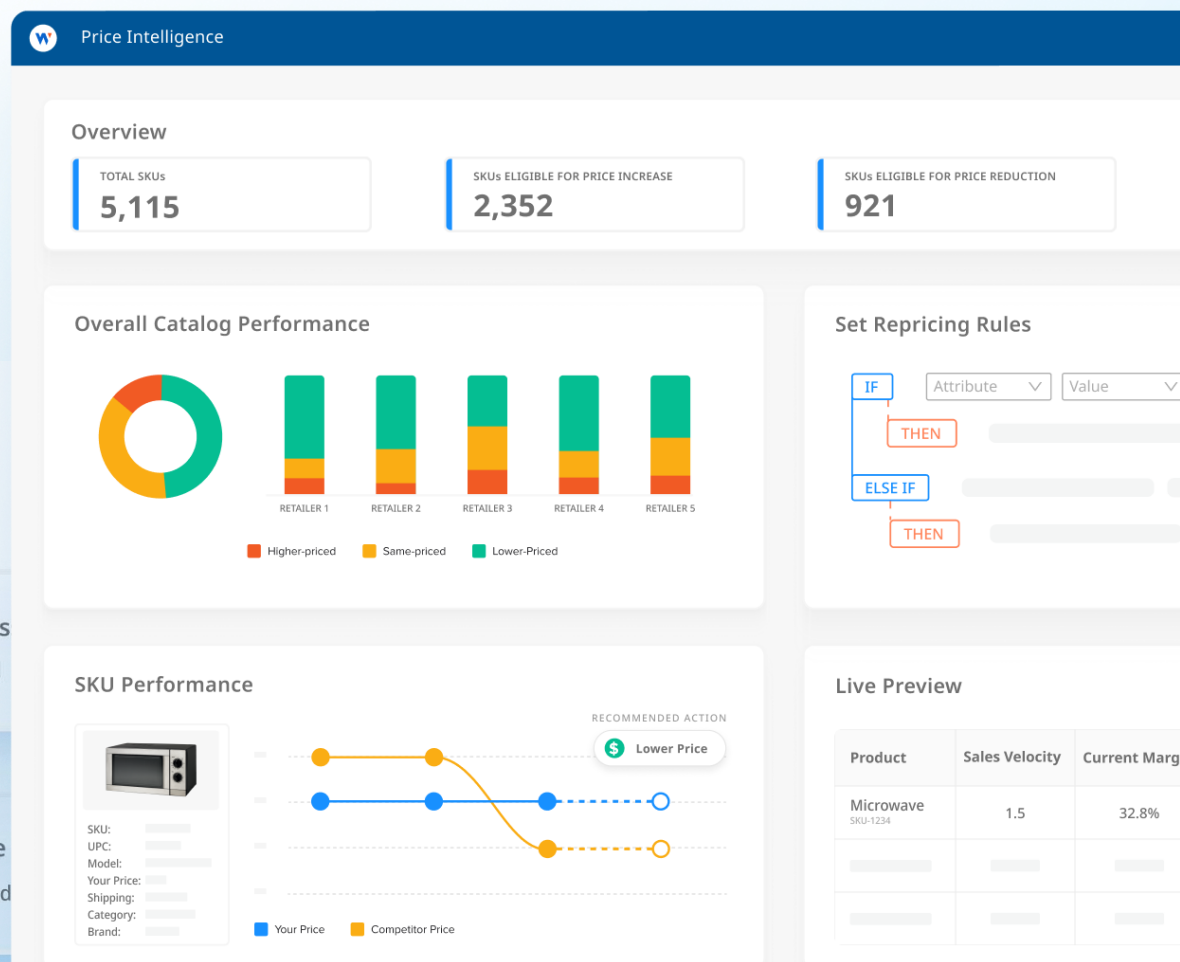 Price Intelligence
Overview
TOTAL SKUs
5,115
SKUs ELIGIBLE FOR PRICE INCREASE
2,352
SKUs ELIGIBLE FOR PRICE REDUCTION
921
Overall Catalog Performance
RETAILER 1 RETAILER 2 RETAILER 3 RETAILER 4 RETAILER 5
Higher-priced Same-priced Lower-Priced
Set Repricing Rules
IF Attribute Value
THEN
ELSE IF
THEN
SKU Performance
SKU:
UPC:
Model:
Your Price:
Shipping:
Category:
Brand:
RECOMMENDED ACTION
$ Lower Price
Your Price Competitor Price
Live Preview
Product Sales Velocity Current Marg
Microwave 1.5 32.8%
SKU-1234